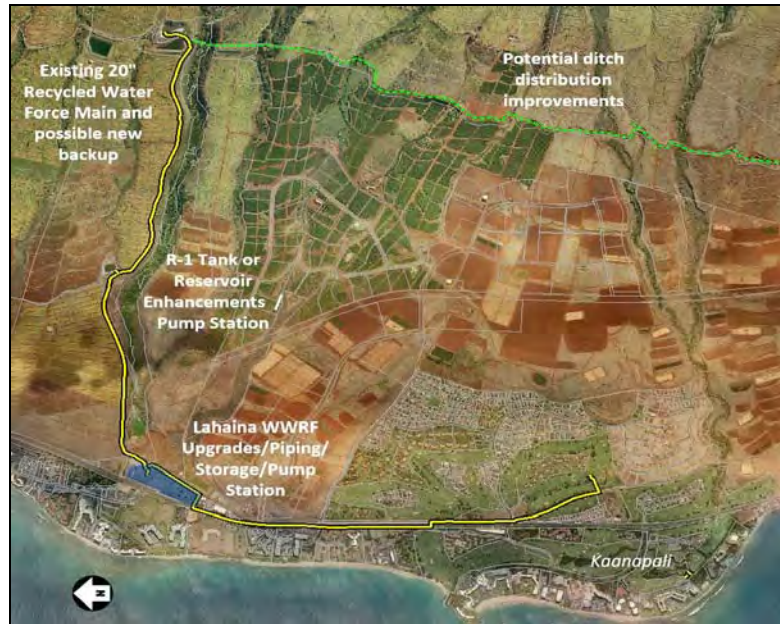 Existing 20"
Recycled Water
Force Main and
possible new
backup
Potential ditch
distribution
improvements
R-1 Tank or
Reservoir
Enhancements /
Pump Station
Lahaina WWRF
Upgrades/Piping/
Storage/Pump
Station
Kaanapali
N